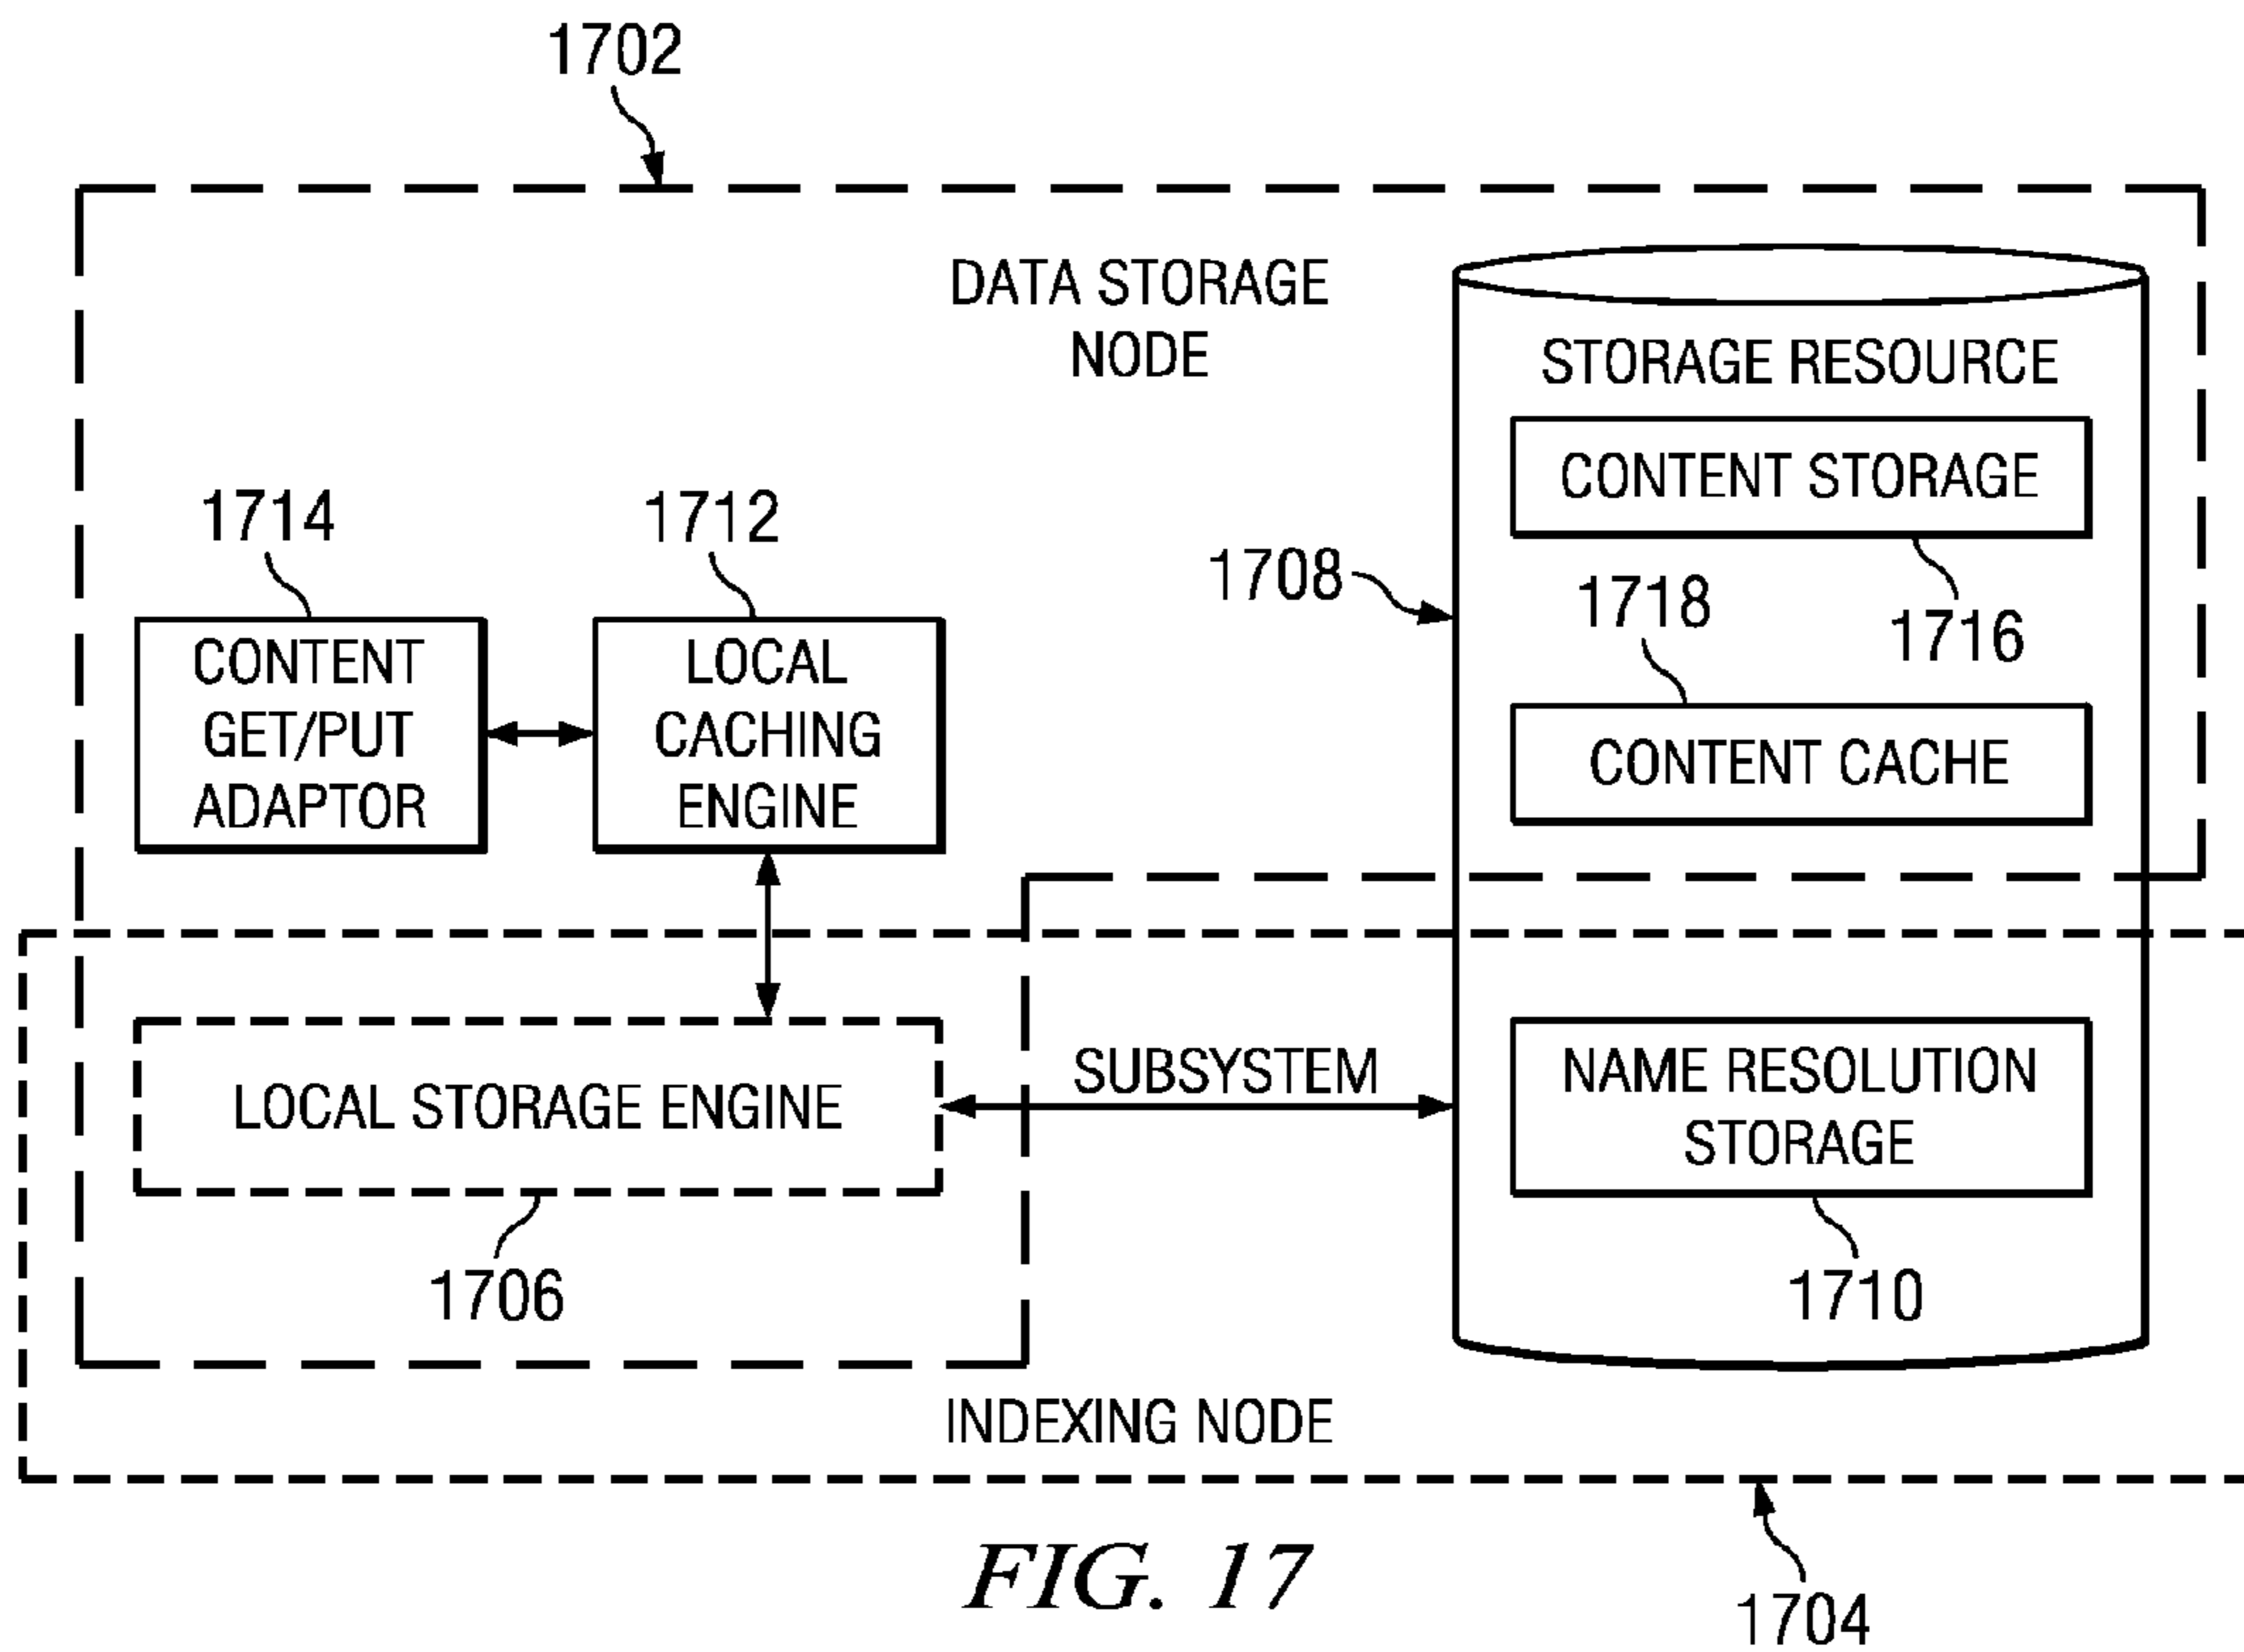 1702
DATA STORAGE
NODE
STORAGE RESOURCE
CONTENT STORAGE
1716
1708
1718
CONTENT CACHE
1714
1712
CONTENT
GET/PUT
ADAPTOR
LOCAL
CACHING
ENGINE
LOCAL STORAGE ENGINE
1706
SUBSYSTEM
NAME RESOLUTION
STORAGE
1710
INDEXING NODE
1704
FIG. 17